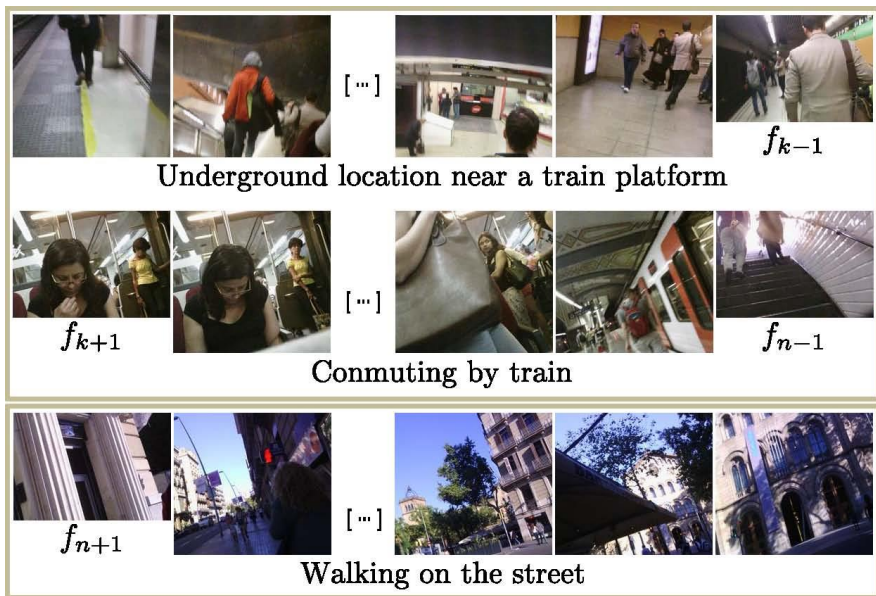 [ ... ]
f_{k-1}
Underground location near a train platform
[ ... ]
f_{k+1}
f_{n-1}
Conmuting by train
[ ... ]
f_{n+1}
Walking on the street